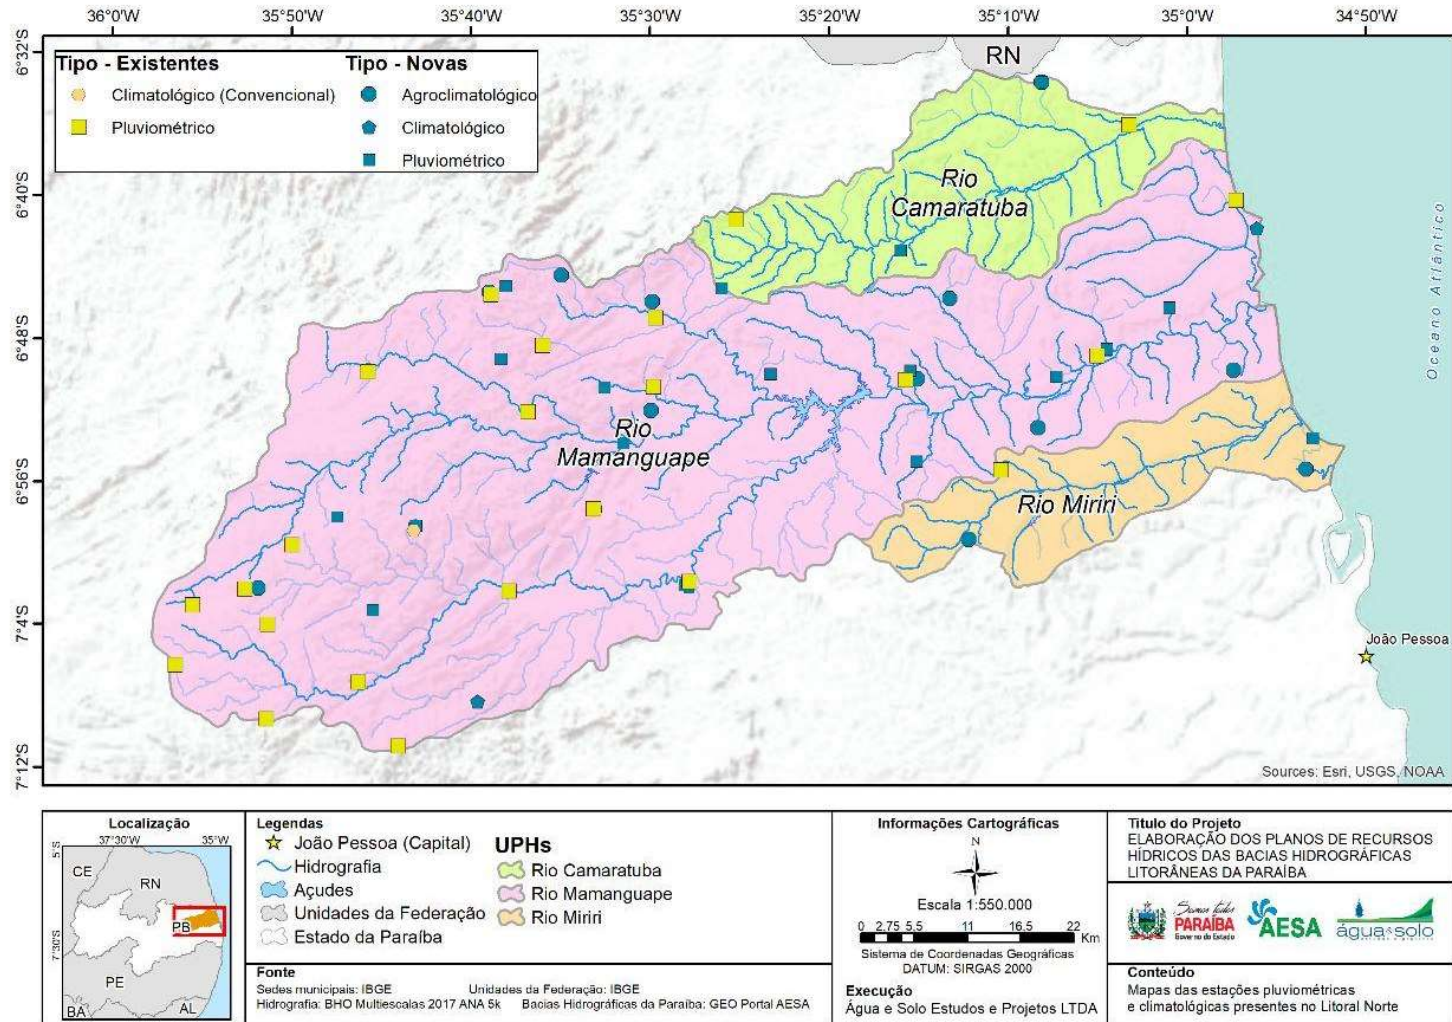 36°0'W 35°50'W 35°40'W 35°30'W 35°20'W 35°10'W 35°0'W 34°50'W
6°32'S
6°40'S
6°48'S
6°56'S
7°4'S
7°12'S
Tipo - Existentes
Climatológico (Convencional)
Pluviométrico
Tipo - Novas
Agroclimatológico
Climatológico
Pluviométrico
RN
Rio
Camaratuba
Rio
Mamanguape
Rio Miriri
Oceano Atlântico
João Pessoa
Sources: Esri, USGS, NOAA
Localização
37°30'W 35°W
5°S
7°30'S
CE
RN
PB
PE
BA
AL
Legendas
João Pessoa (Capital)
Hidrografia
Açudes
Unidades da Federação
Estado da Paraíba
UPHs
Rio Camaratuba
Rio Mamanguape
Rio Miriri
Fonte
Sedes municipais: IBGE Unidades da Federação: IBGE
Hidrografia: BHO Multiescalas 2017 ANA 5k Bacias Hidrográficas da Paraíba: GEO Portal AESA
Informações Cartográficas
N
Escala 1:550.000
0 2.75 5.5 11 16.5 22
Km
Sistema de Coordenadas Geográficas
DATUM: SIRGAS 2000
Execução
Água e Solo Estudos e Projetos LTDA
Titulo do Projeto
ELABORAÇÃO DOS PLANOS DE RECURSOS
HÍDRICOS DAS BACIAS HIDROGRÁFICAS
LITORÂNEAS DA PARAÍBA
Somos todos
PARAÍBA
Governo do Estado
AESA
água&solo
Conteúdo
Mapas das estações pluviométricas
e climatológicas presentes no Litoral Norte